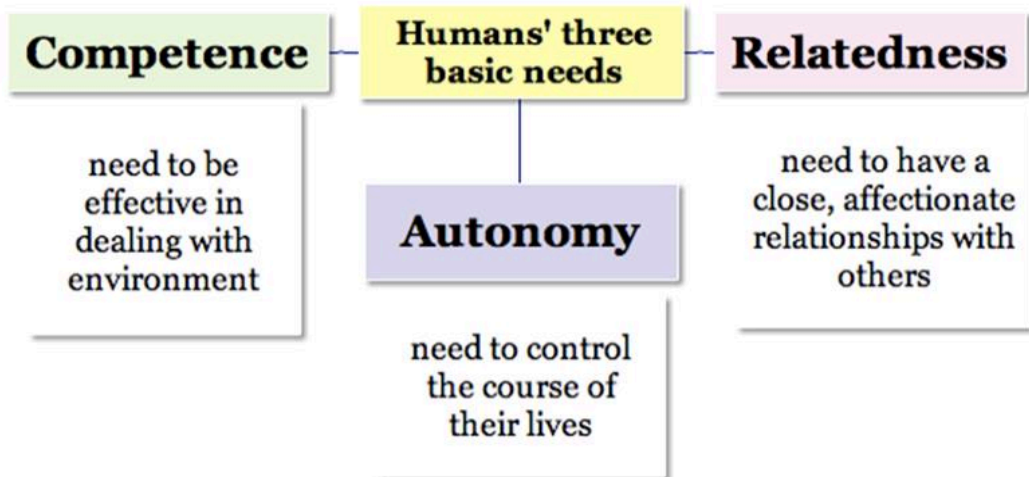 Humans' three
basic needs
Competence
need to be
effective in
dealing with
environment
Autonomy
need to control
the course of
their lives
Relatedness
need to have a
close, affectionate
relationships with
others